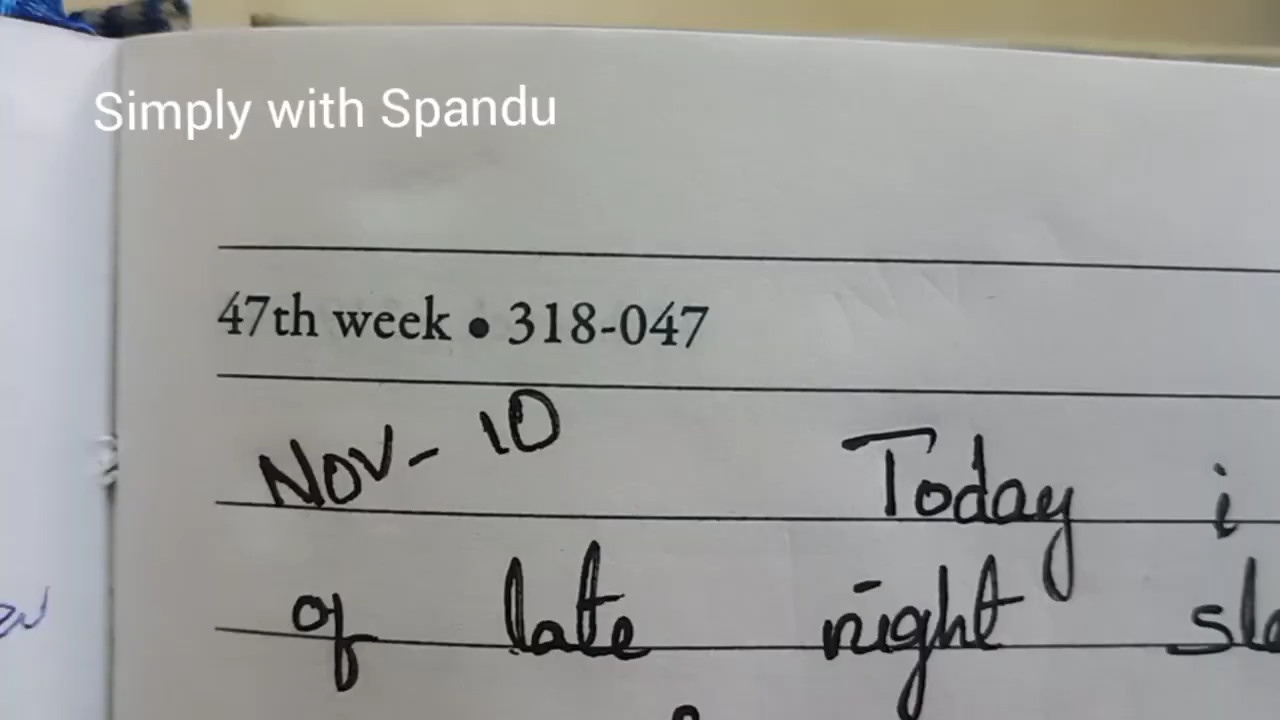 Simply with Spandu
47th week • 318-047
Nov- 10 Today i
of late night